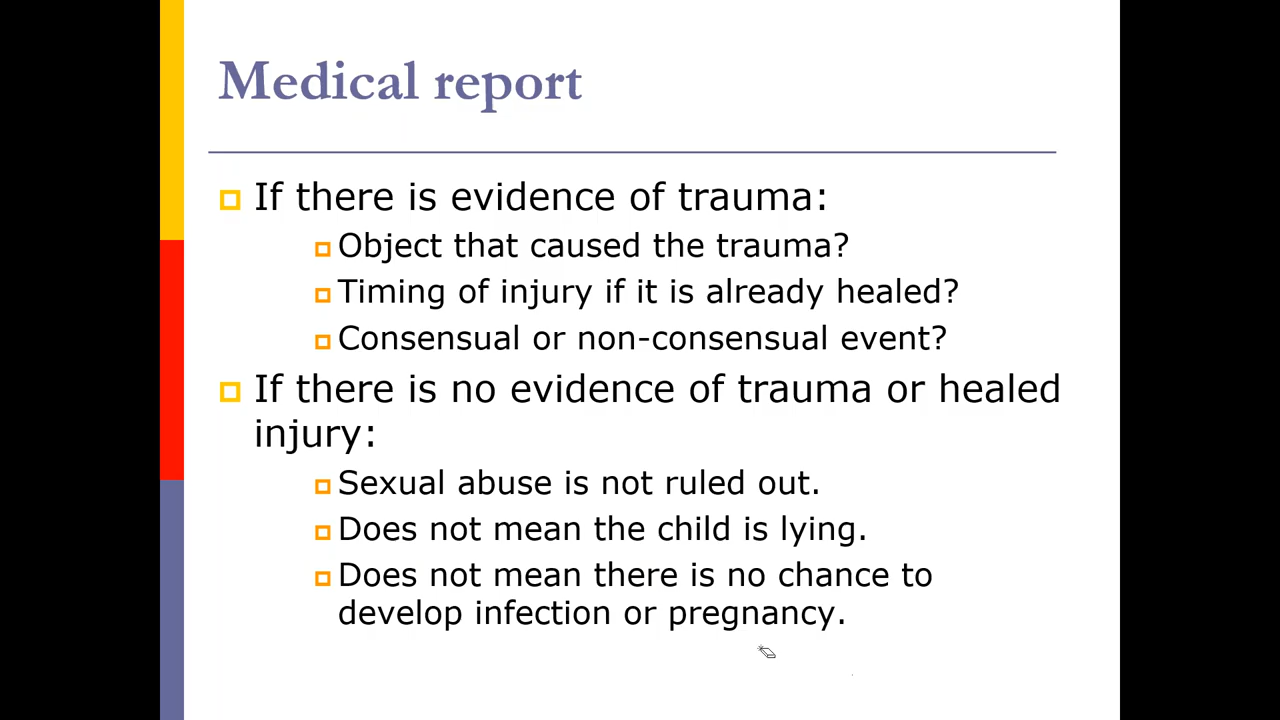 Medical report
If there is evidence of trauma:
Object that caused the trauma?
Timing of injury if it is already healed?
Consensual or non-consensual event?
If there is no evidence of trauma or healed
injury:
Sexual abuse is not ruled out.
Does not mean the child is lying.
Does not mean there is no chance to
develop infection or pregnancy.